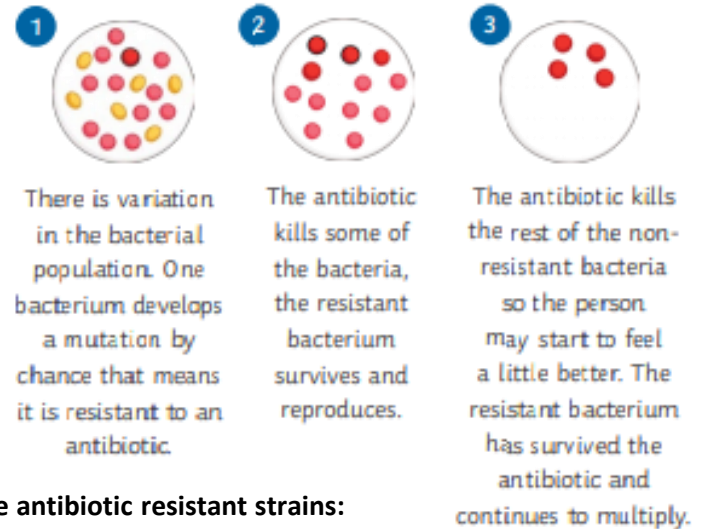 1
There is variation
in the bacterial
population. One
bacterium develops
a mutation by
chance that means
it is resistant to an
antibiotic.
2
The antibiotic
kills some of
the bacteria,
the resistant
bacterium
survives and
reproduces.
3
The antibiotic kills
the rest of the non-
resistant bacteria
so the person
may start to feel
a little better. The
resistant bacterium
has survived the
antibiotic and
continues to multiply.
e antibiotic resistant strains: